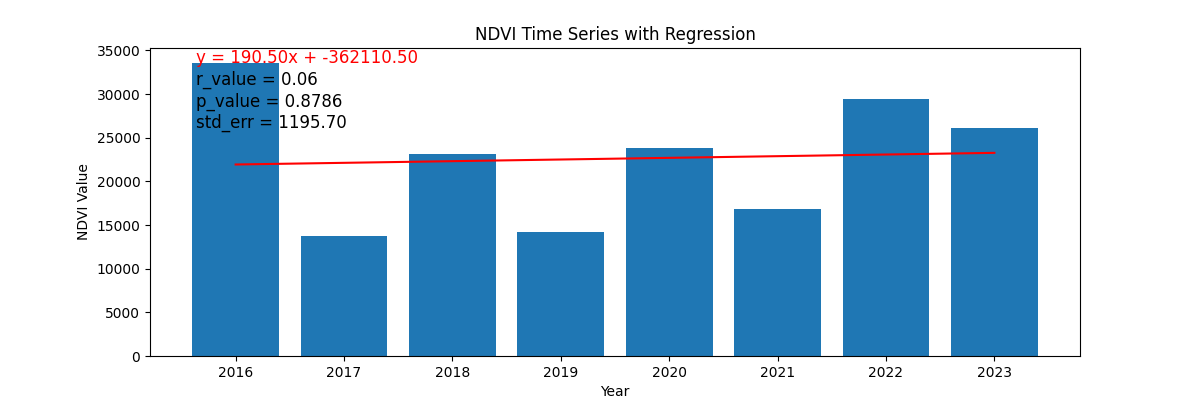 NDVI Time Series with Regression
y = 190.50x + -362110.50
r_value = 0.06
p_value = 0.8786
std_err = 1195.70
NDVI Value
35000
30000
25000
20000
15000
10000
5000
0
2016 2017 2018 2019 2020 2021 2022 2023
Year